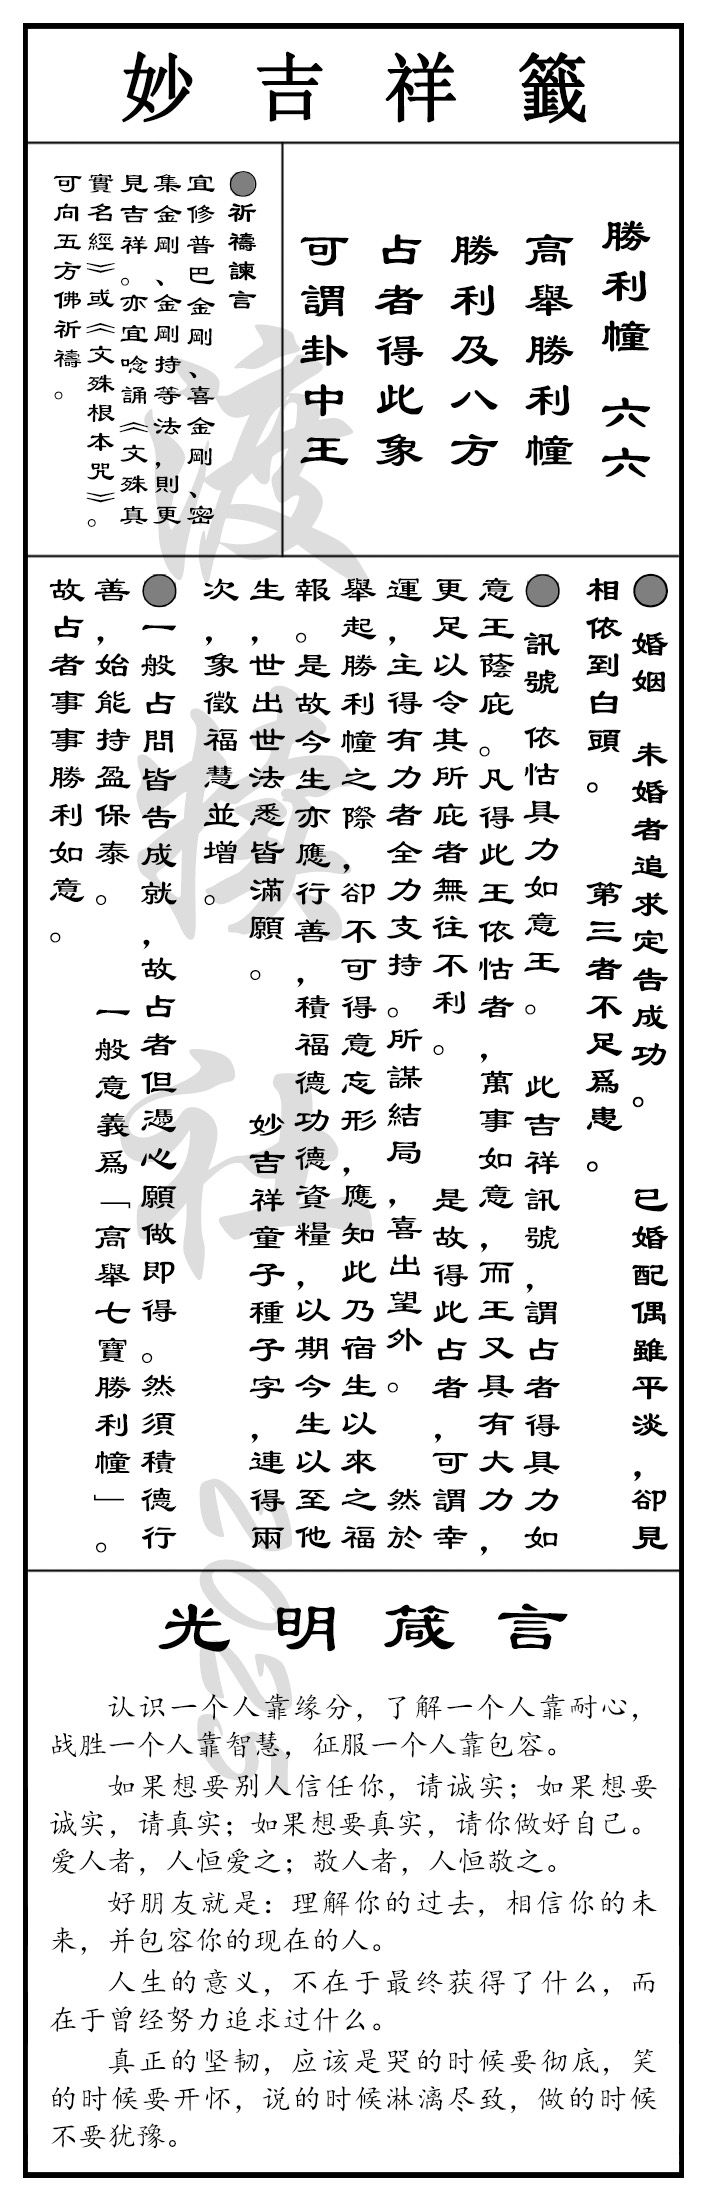 妙吉祥籤
勝利幢 六六
高舉勝利幢
勝利及八方
占者得此象
可謂卦中王
●祈禱諫言
宜修普巴金剛、喜金剛、密
集金剛、金剛持等法，則更
見吉祥。亦宜唸誦《文殊真
實名經》或《文殊根本咒》。
可向五方佛祈禱。
●婚姻 未婚者追求定告成功。 已婚配偶雖平淡，卻見
相依到白頭。 第三者不足爲患。
●訊號 依怙具力如意王。 此吉祥訊號，謂占者得具力如
意王蔭庇。凡得此王依怙者，萬事如意，而王又具有大力，
更足以令其所庇者無往不利。 是故得此占者，可謂幸
運，主得有力者全力支持。所謀結局，喜出望外。 然於
舉起勝利幢之際，卻不可得意忘形，應知此乃宿生以來之福
報。是故今生亦應行善，積福德功德資糧，以期今生以至他
生，世出世法悉皆滿願。 妙吉祥童子種子字，連得兩
次，象徵福慧並增。
●一般占問皆告成就，故占者但憑心願做即得。然須積德行
善，始能持盈保泰。 一般意義爲「高舉七寶勝利幢」。
故占者事事勝利如意。
光明箴言
认识一个人靠缘分，了解一个人靠耐心，
战胜一个人靠智慧，征服一个人靠包容。
如果想要别人信任你，请诚实；如果想要
诚实，请真实；如果想要真实，请你做好自己。
爱人者，人恒爱之；敬人者，人恒敬之。
好朋友就是：理解你的过去，相信你的未
来，并包容你的现在的人。
人生的意义，不在于最终获得了什么，而
在于曾经努力追求过什么。
真正的坚韧，应该是哭的时候要彻底，笑
的时候要开怀，说的时候淋漓尽致，做的时候
不要犹豫。
2025